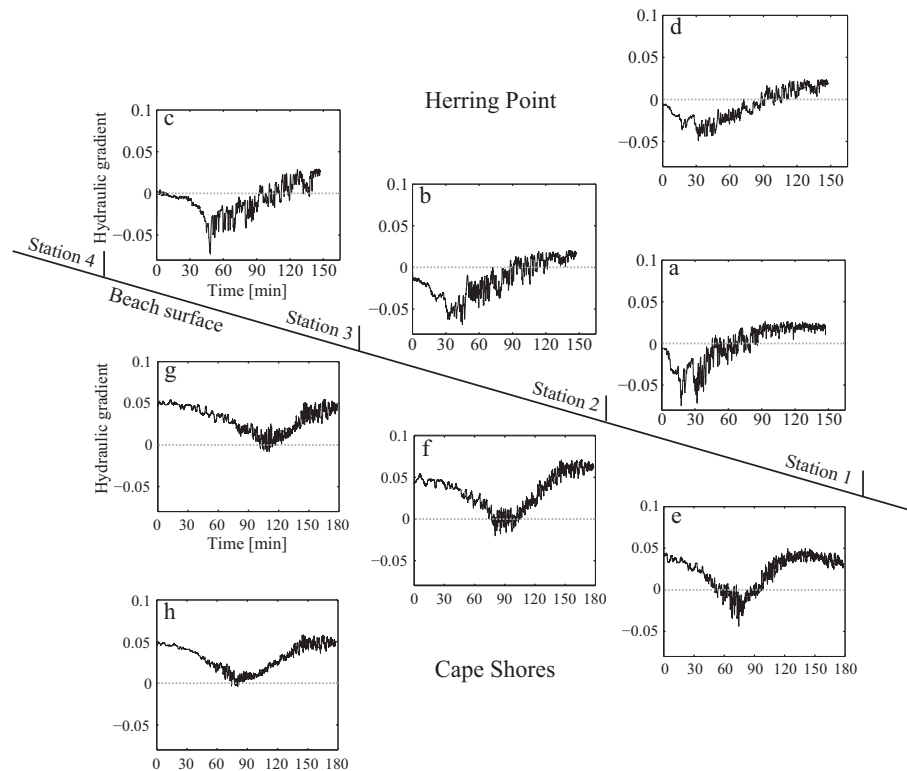 Herring Point
d
0.1
0.05
0
−0.05
0 30 60 90 120 150
c
Hydraulic gradient
0.1
0.05
0
−0.05
0 30 60 90 120 150
Time [min]
b
0.1
0.05
0
−0.05
0 30 60 90 120 150
a
0.1
0.05
0
−0.05
0 30 60 90 120 150
Station 4
Beach surface
Station 3
Station 2
Station 1
g
Hydraulic gradient
0.1
0.05
0
−0.05
0 30 60 90 120 150 180
Time [min]
f
0.1
0.05
0
−0.05
0 30 60 90 120 150 180
e
0.1
0.05
0
−0.05
0 30 60 90 120 150 180
h
0.1
0.05
0
−0.05
0 30 60 90 120 150 180
Cape Shores